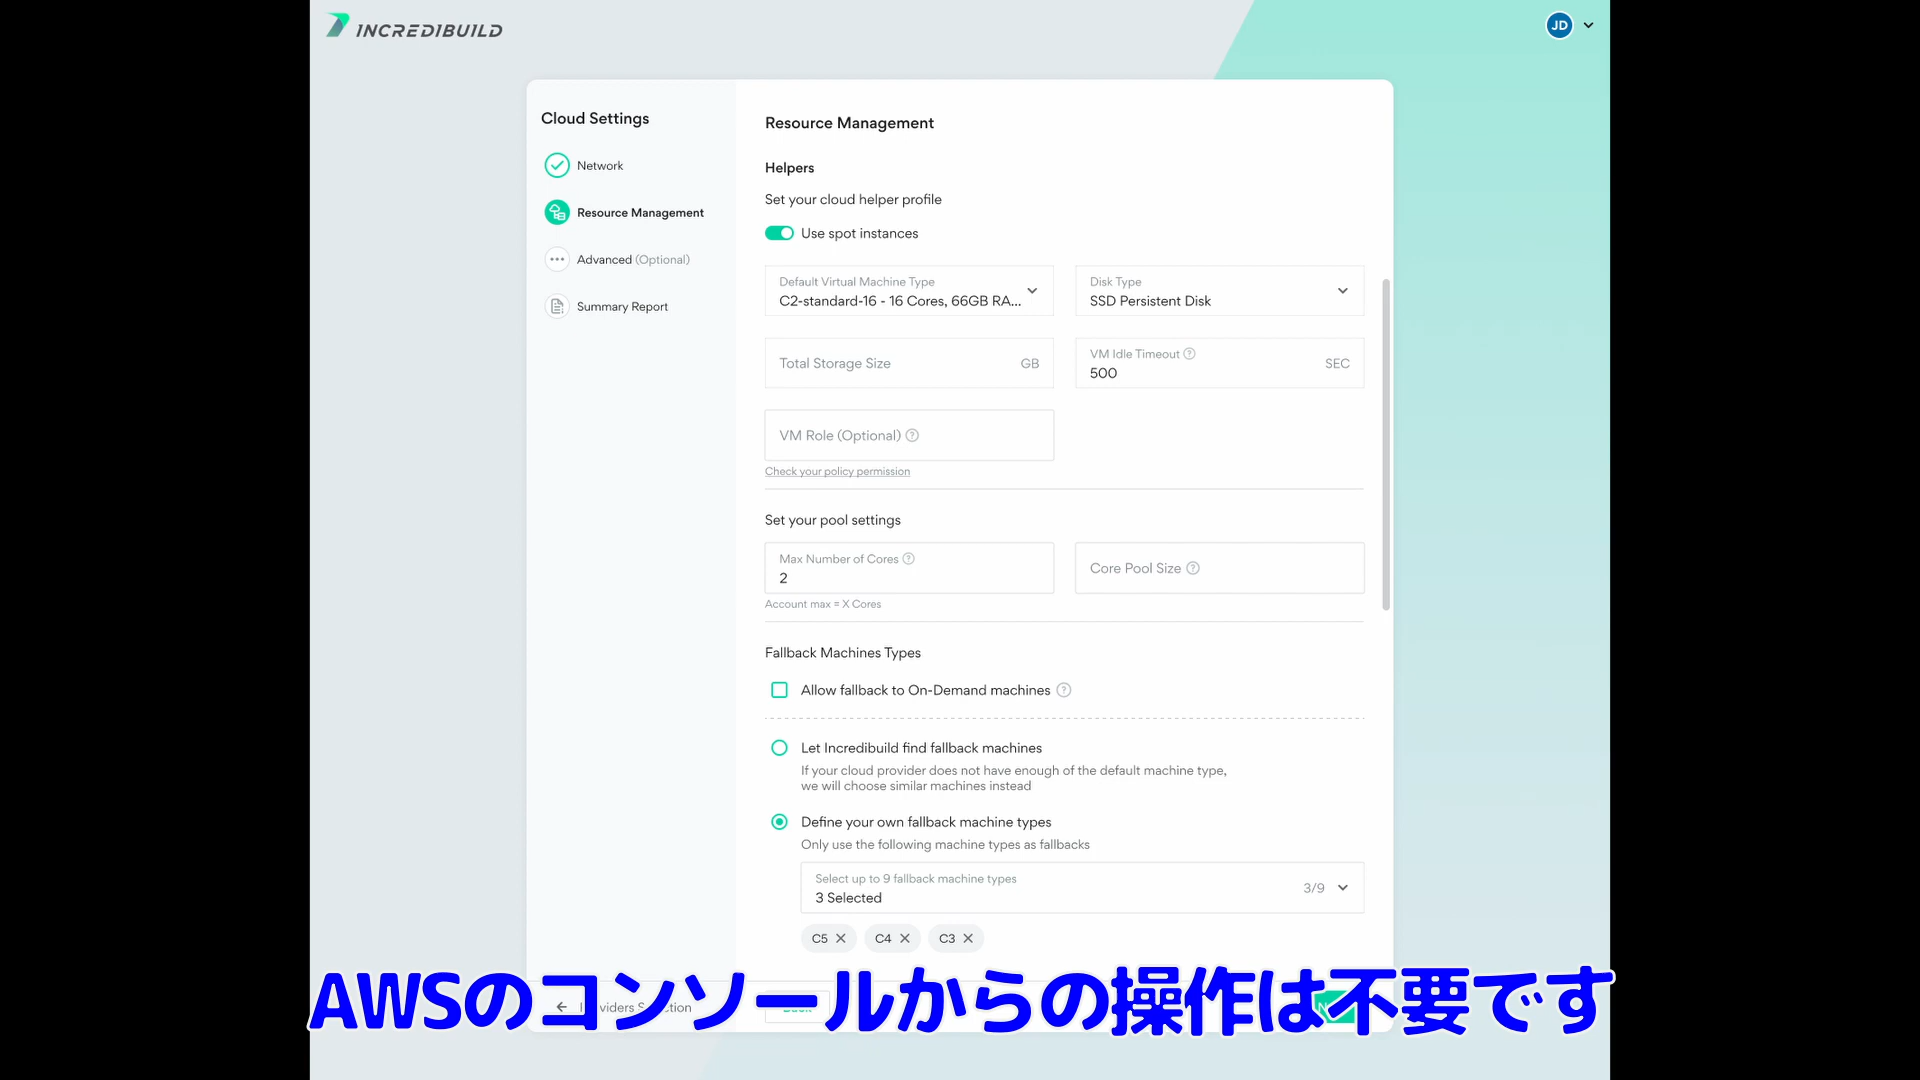 INCREDIBUILD
JD
Cloud Settings
Network
Resource Management
Advanced (Optional)
Summary Report
Resource Management
Helpers
Set your cloud helper profile
Use spot instances
Default Virtual Machine Type
C2-standard-16 - 16 Cores, 66GB RA...
Disk Type
SSD Persistent Disk
Total Storage Size GB
VM Idle Timeout ?
500 SEC
VM Role (Optional) ?
Check your policy permission
Set your pool settings
Max Number of Cores ?
2
Core Pool Size ?
Account max = X Cores
Fallback Machines Types
Allow fallback to On-Demand machines ?
Let Incredibuild find fallback machines
If your cloud provider does not have enough of the default machine type,
we will choose similar machines instead
Define your own fallback machine types
Only use the following machine types as fallbacks
Select up to 9 fallback machine types
3 Selected 3/9
C5 C4 C3
AWSのコンソールからの操作は不要です